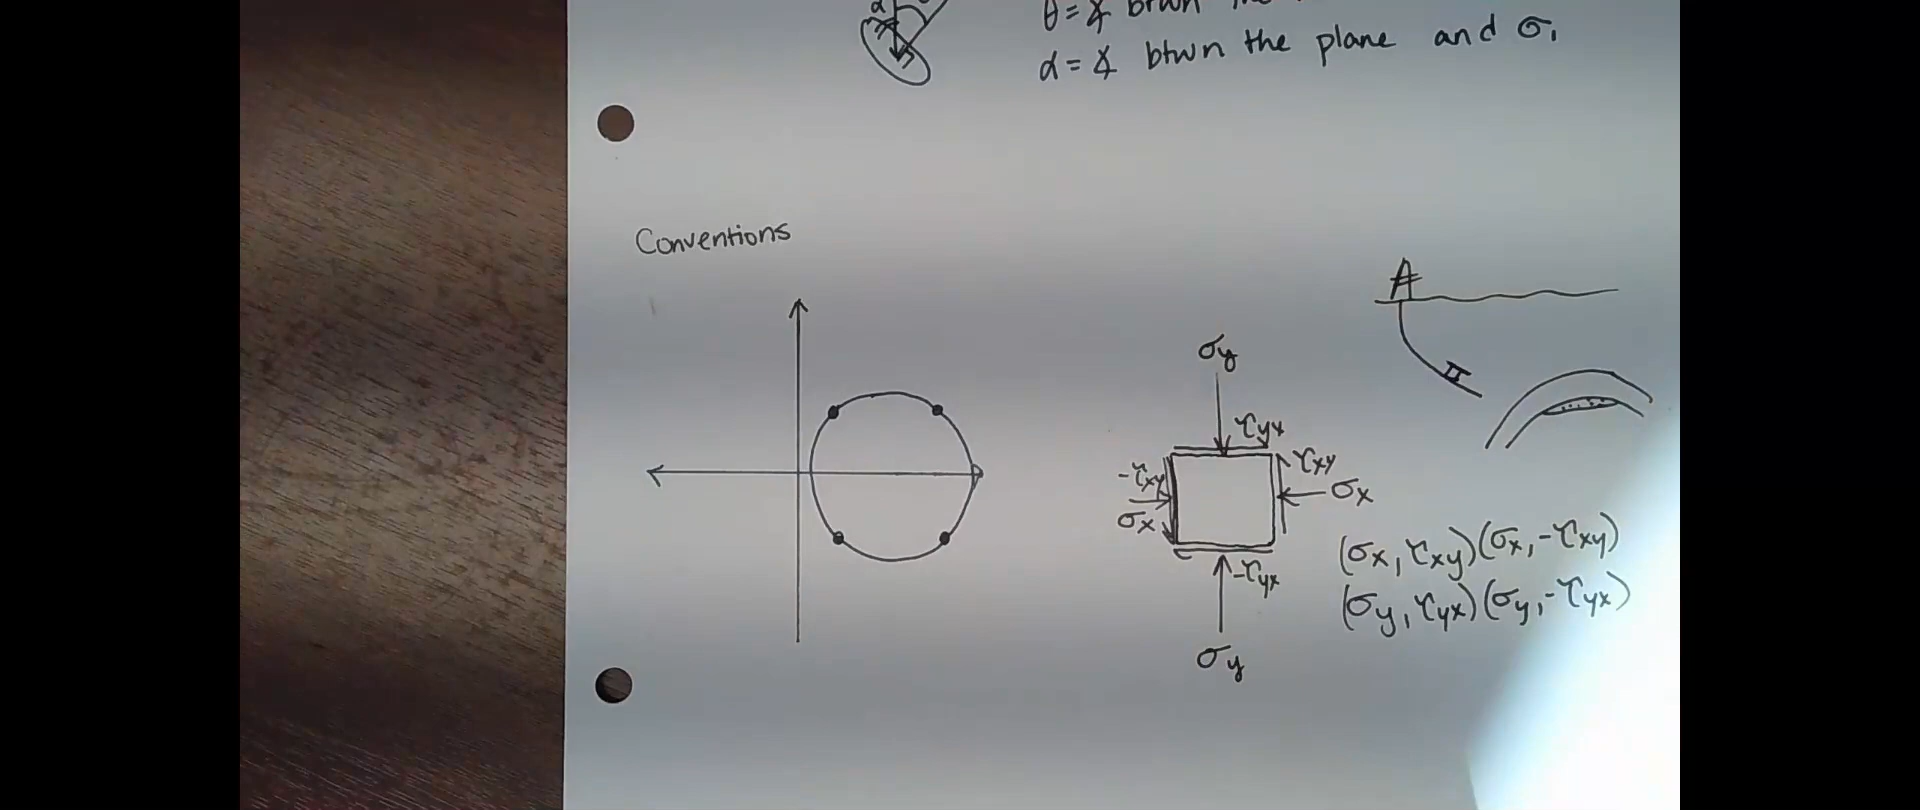 α
θ = ∡ btwn the
α = ∡ btwn the plane and σ₁
Conventions
σy
τyx
-τxy
τxy
σx
σx
-τyx
σy
(σx, τxy)(σx, -τxy)
(σy, τyx)(σy, -τyx)